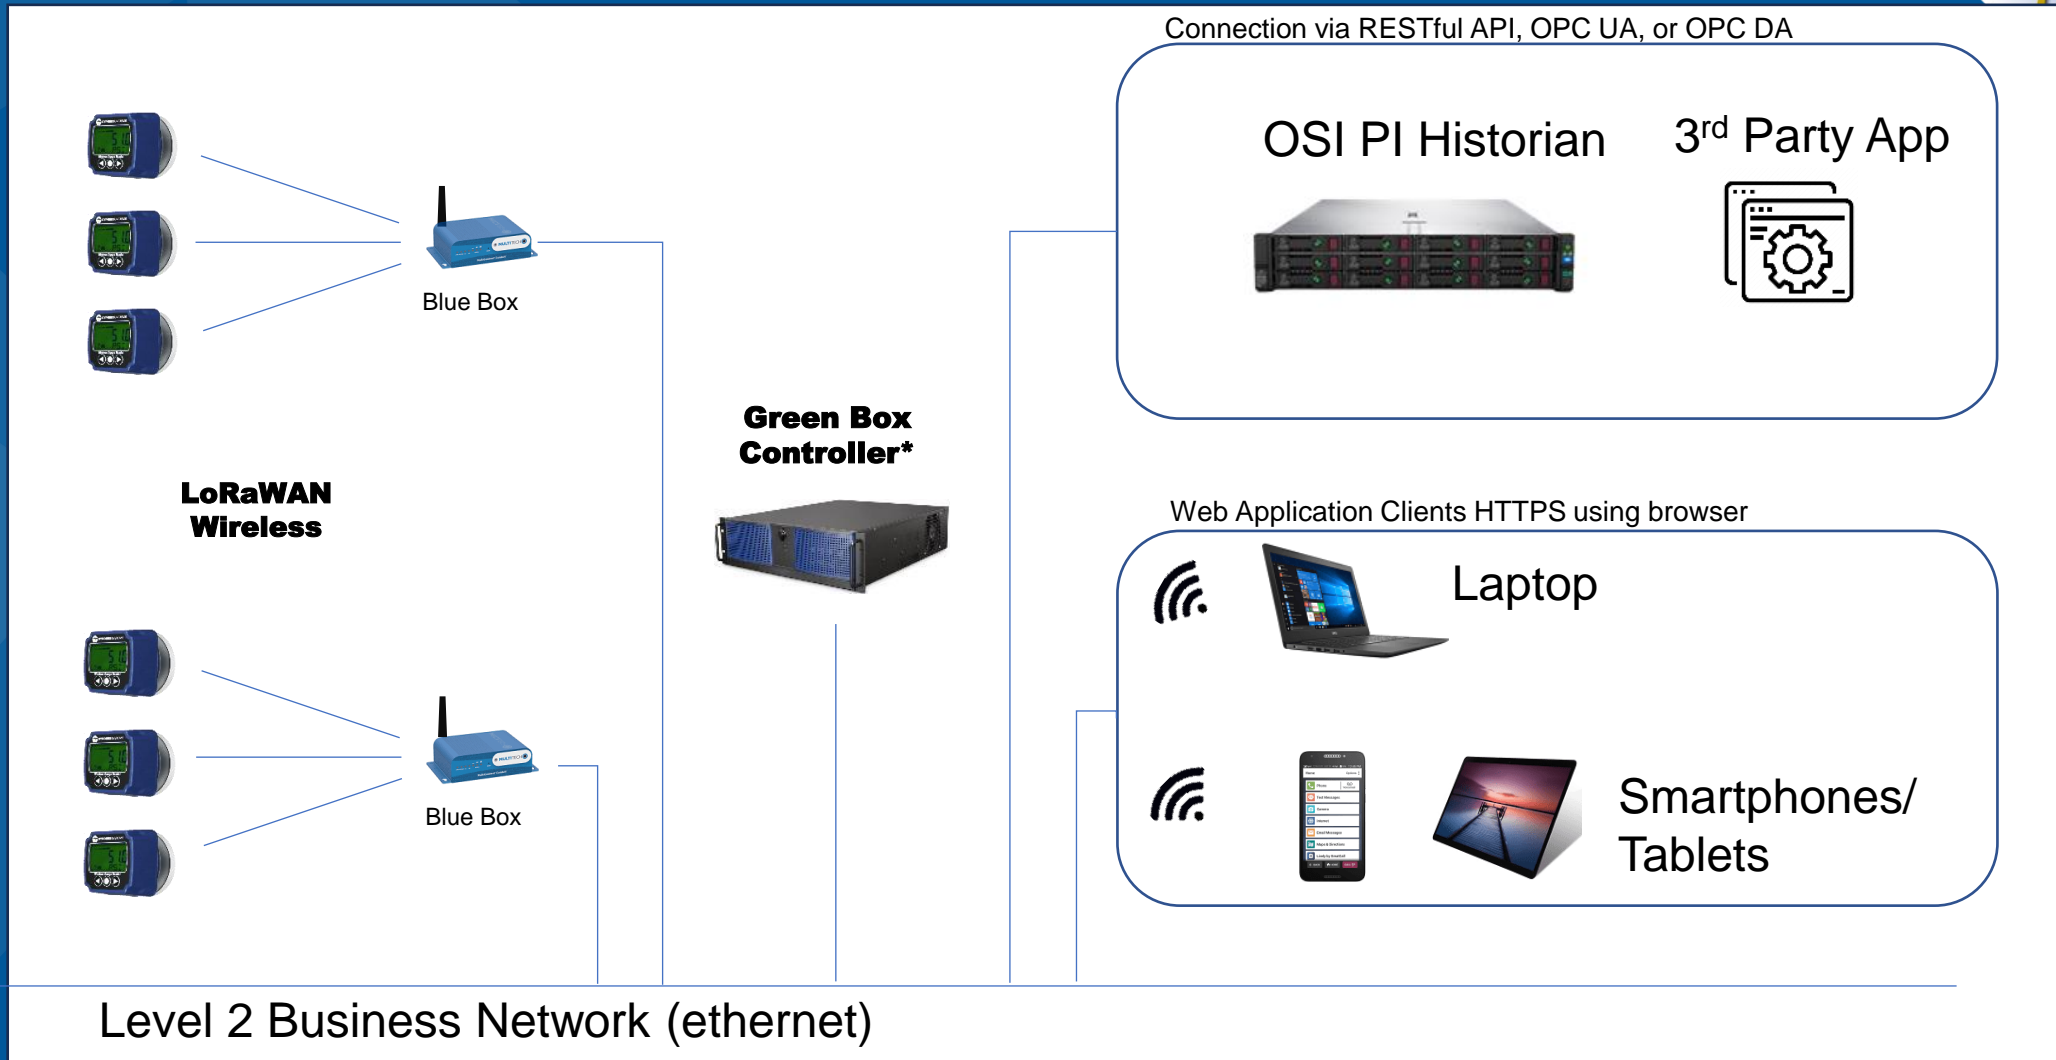 Connection via RESTful API, OPC UA, or OPC DA
OSI PI Historian
3rd Party App
Blue Box
Green Box
Controller*
LoRaWAN
Wireless
Web Application Clients HTTPS using browser
Laptop
Blue Box
Smartphones/
Tablets
Level 2 Business Network (ethernet)